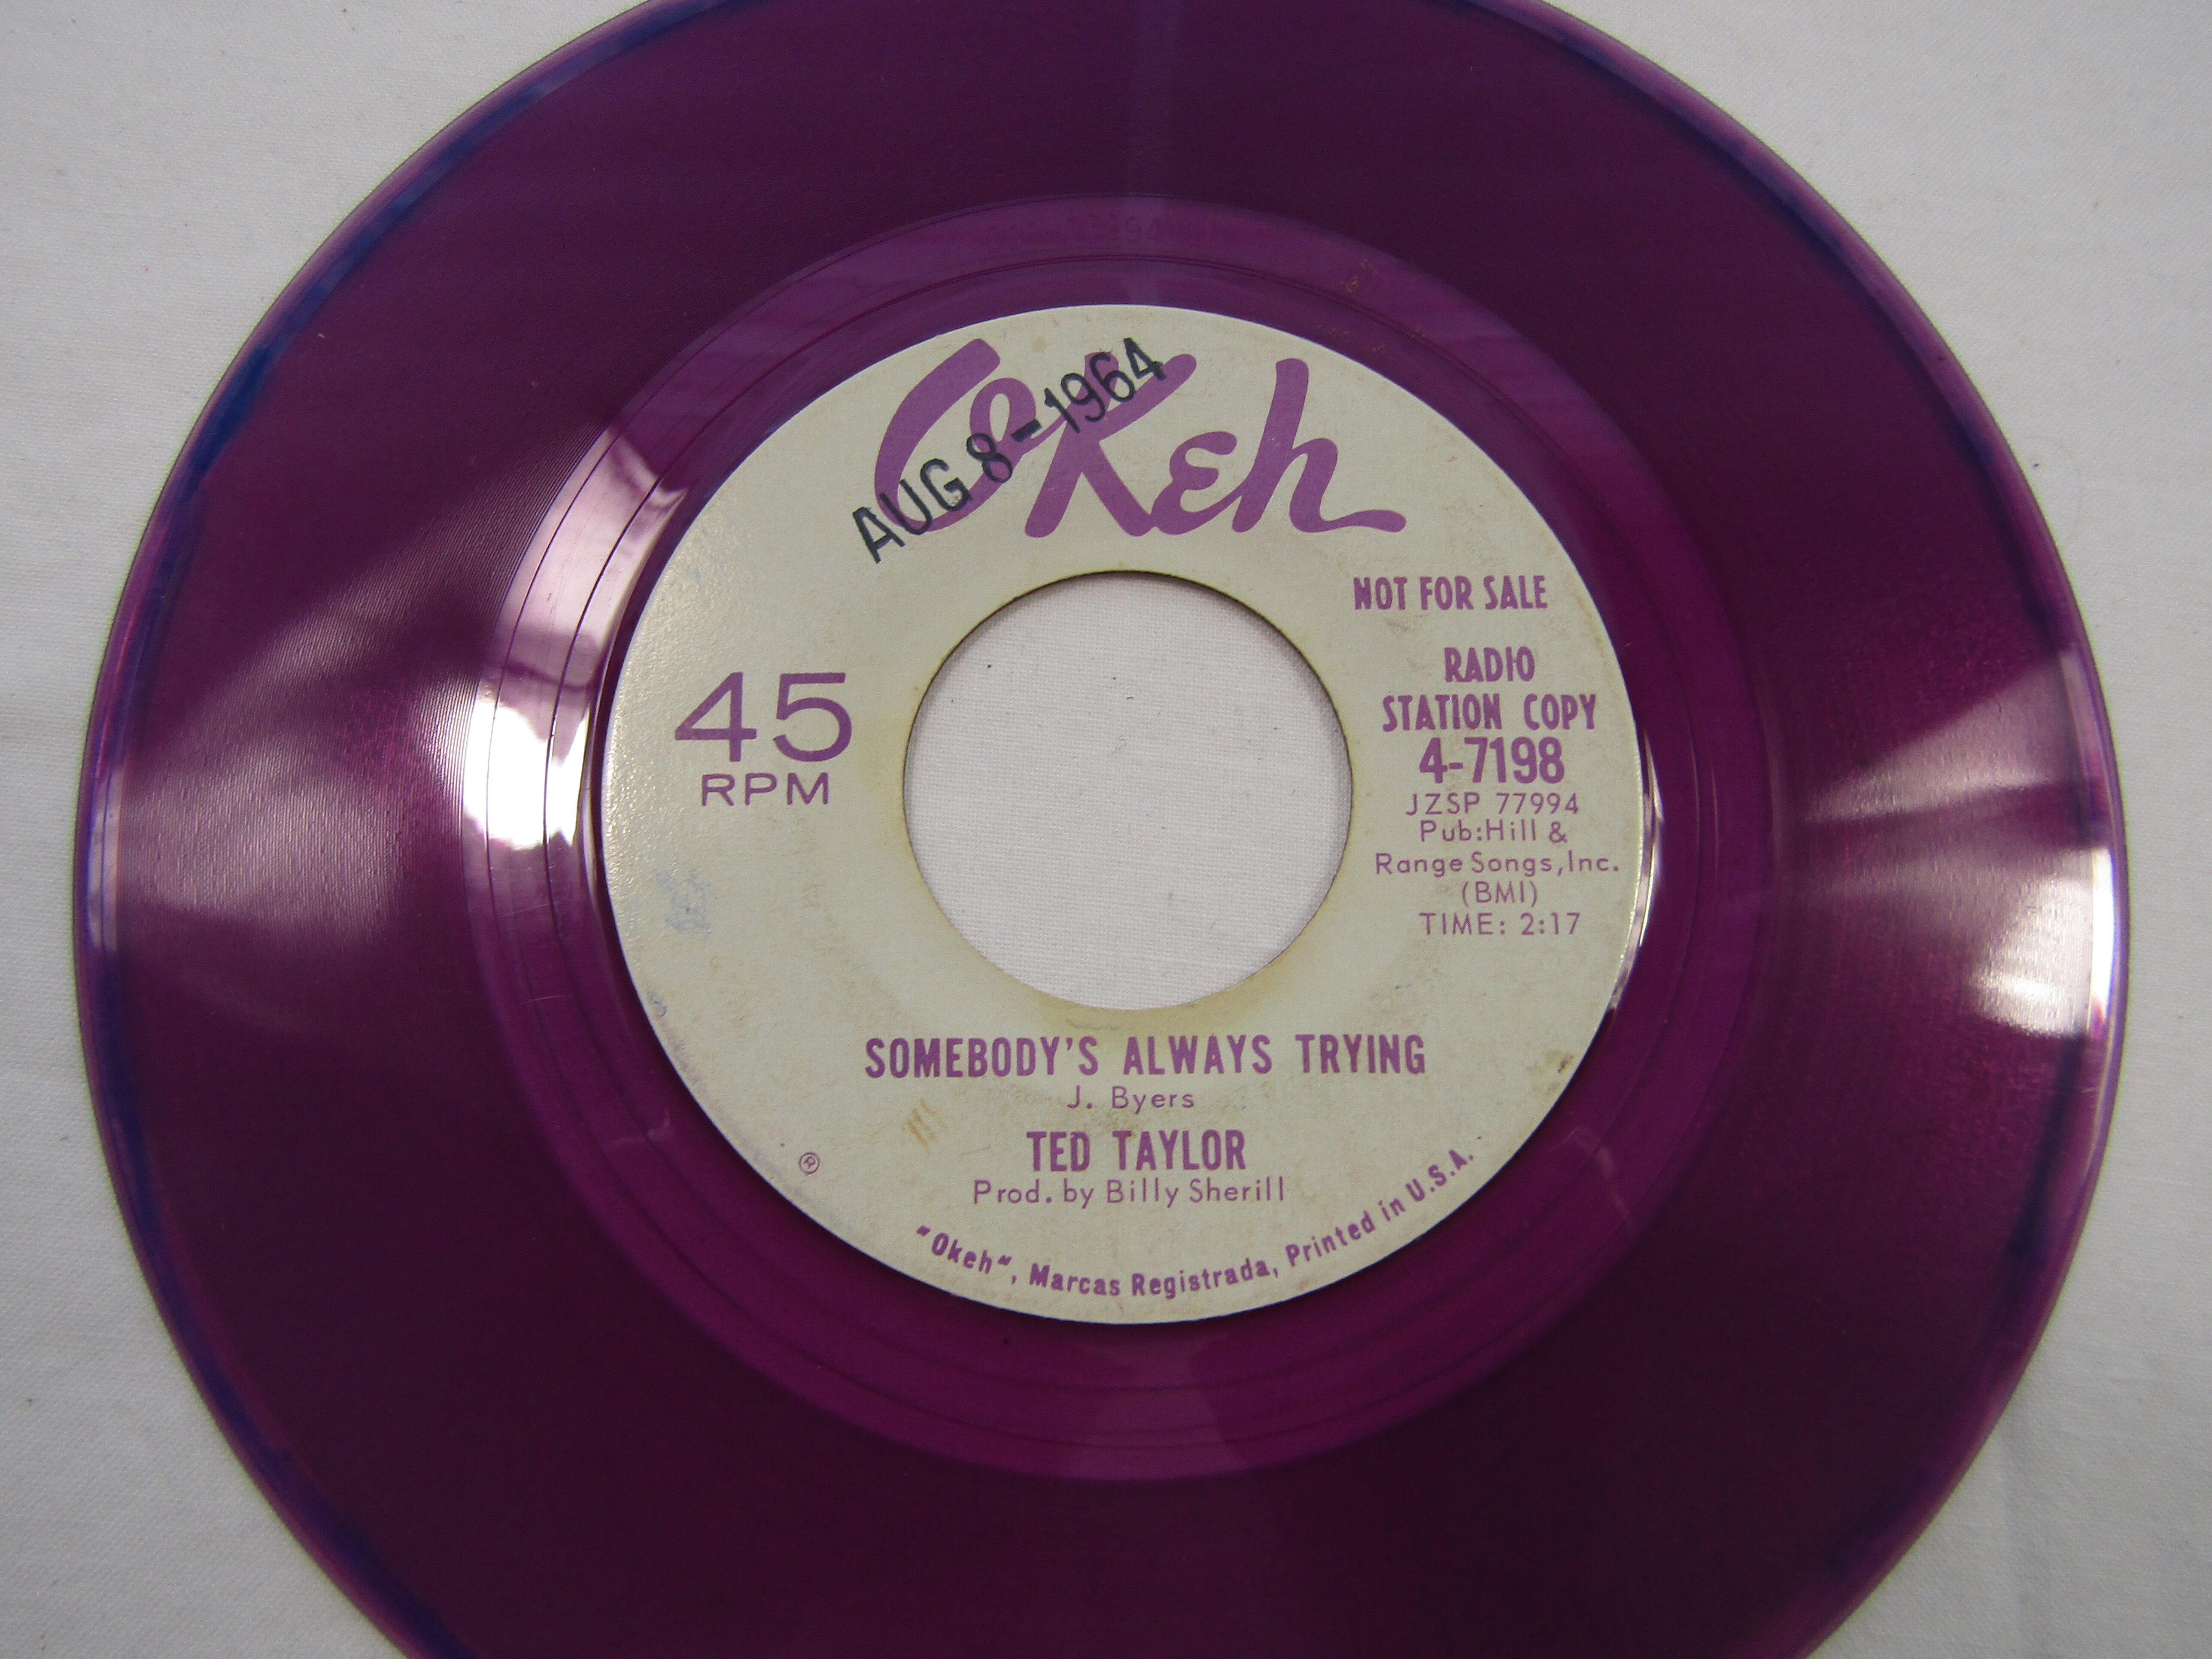 OKeh
AUG 8-1964
NOT FOR SALE
RADIO
STATION COPY
4-7198
JZSP 77994
Pub:Hill &
Range Songs, Inc.
(BMI)
TIME: 2:17
45
RPM
SOMEBODY'S ALWAYS TRYING
J. Byers
TED TAYLOR
Prod. by Billy Sherill
®
"Okeh", Marcas Registrada, Printed in U.S.A.